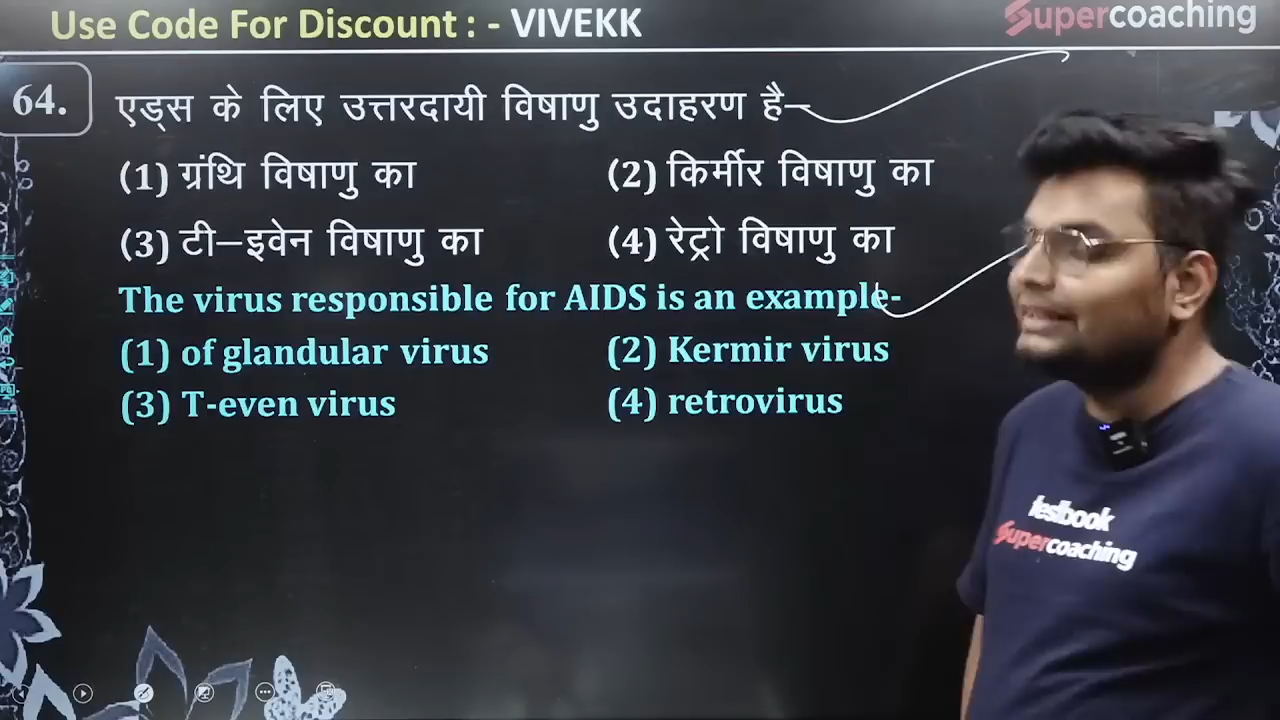 Use Code For Discount : - VIVEKK
Supercoaching
64.
एड्स के लिए उत्तरदायी विषाणु उदाहरण है–
(1) ग्रंथि विषाणु का
(2) किर्मीर विषाणु का
(3) टी–इवेन विषाणु का
(4) रेट्रो विषाणु का
The virus responsible for AIDS is an example-
(1) of glandular virus
(2) Kermir virus
(3) T-even virus
(4) retrovirus
testbook
Supercoaching